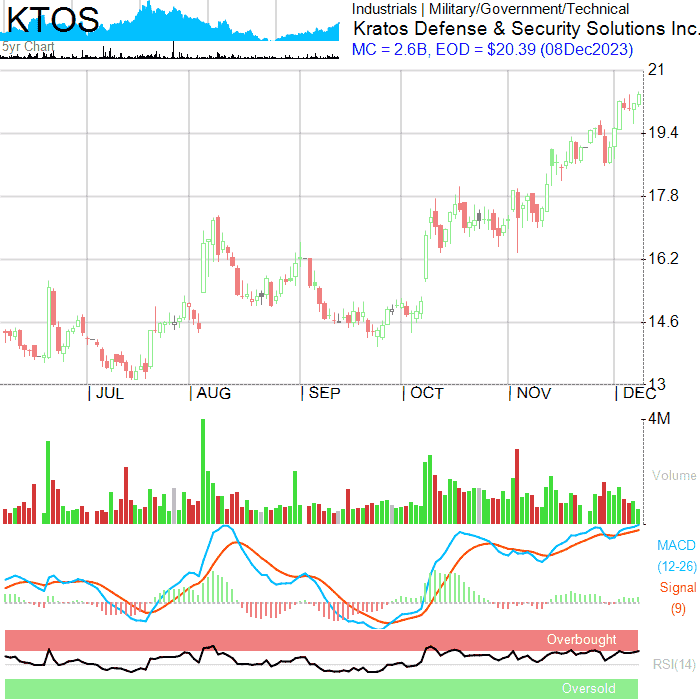 KTOS
5yr Chart
Industrials | Military/Government/Technical
Kratos Defense & Security Solutions Inc.
MC = 2.6B, EOD = $20.39 (08Dec2023)
21
19.4
17.8
16.2
14.6
13
JUL AUG SEP OCT NOV DEC
4M
Volume
MACD
(12-26)
Signal
(9)
Overbought
RSI(14)
Oversold